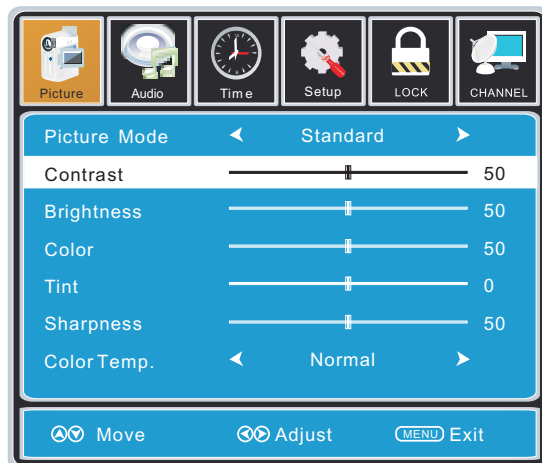 Picture Audio Time Setup LOCK CHANNEL
Picture Mode Standard
Contrast 50
Brightness 50
Color 50
Tint 0
Sharpness 50
Color Temp. Normal
Move Adjust MENU Exit